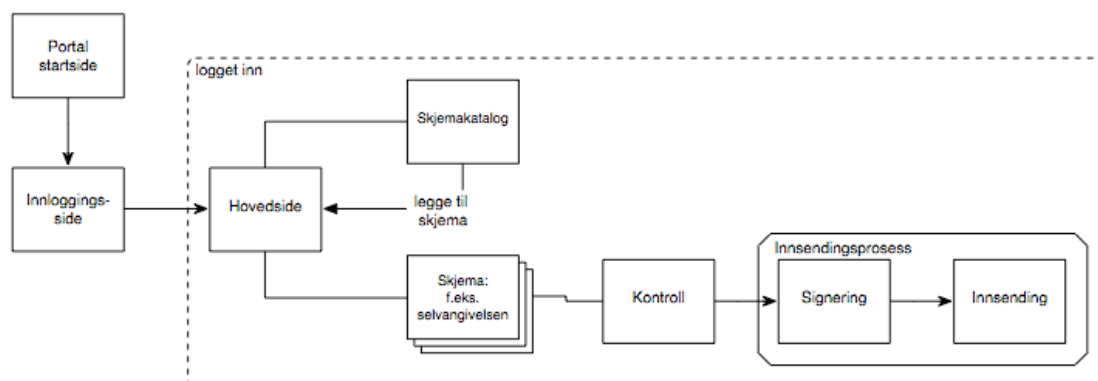 Portal
startside
logget inn
Skjemakatalog
Innloggings-
side
Hovedside
legge til
skjema
Innsendingsprosess
Skjema:
f.eks.
selvangivelsen
Kontroll
Signering
Innsending